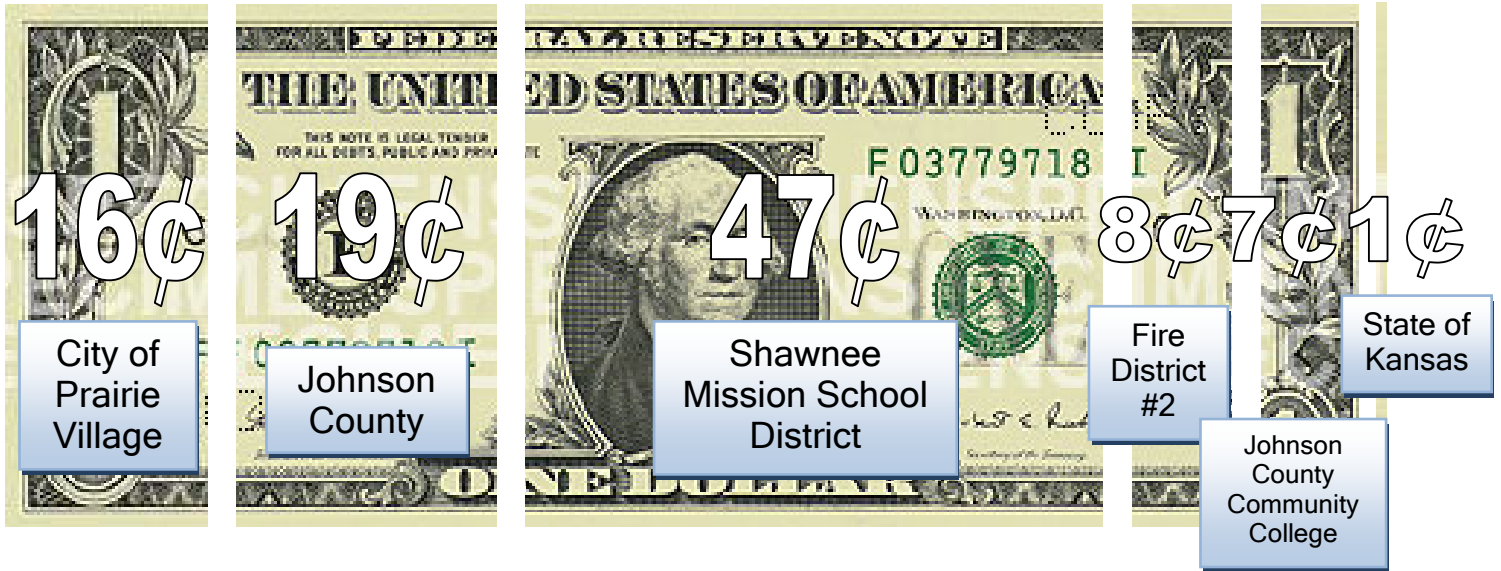 FEDERAL RESERVE NOTE
THE UNITED STATES OF AMERICA
THIS NOTE IS LEGAL TENDER
FOR ALL DEBTS, PUBLIC AND
F 03779718 I
WASHINGTON, D.C.
16¢ 19¢ 47¢ 8¢ 7¢ 1¢
City of
Prairie
Village
Johnson
County
Shawnee
Mission School
District
Fire
District
#2
Johnson
County
Community
College
State of
Kansas
ONE DOLLAR